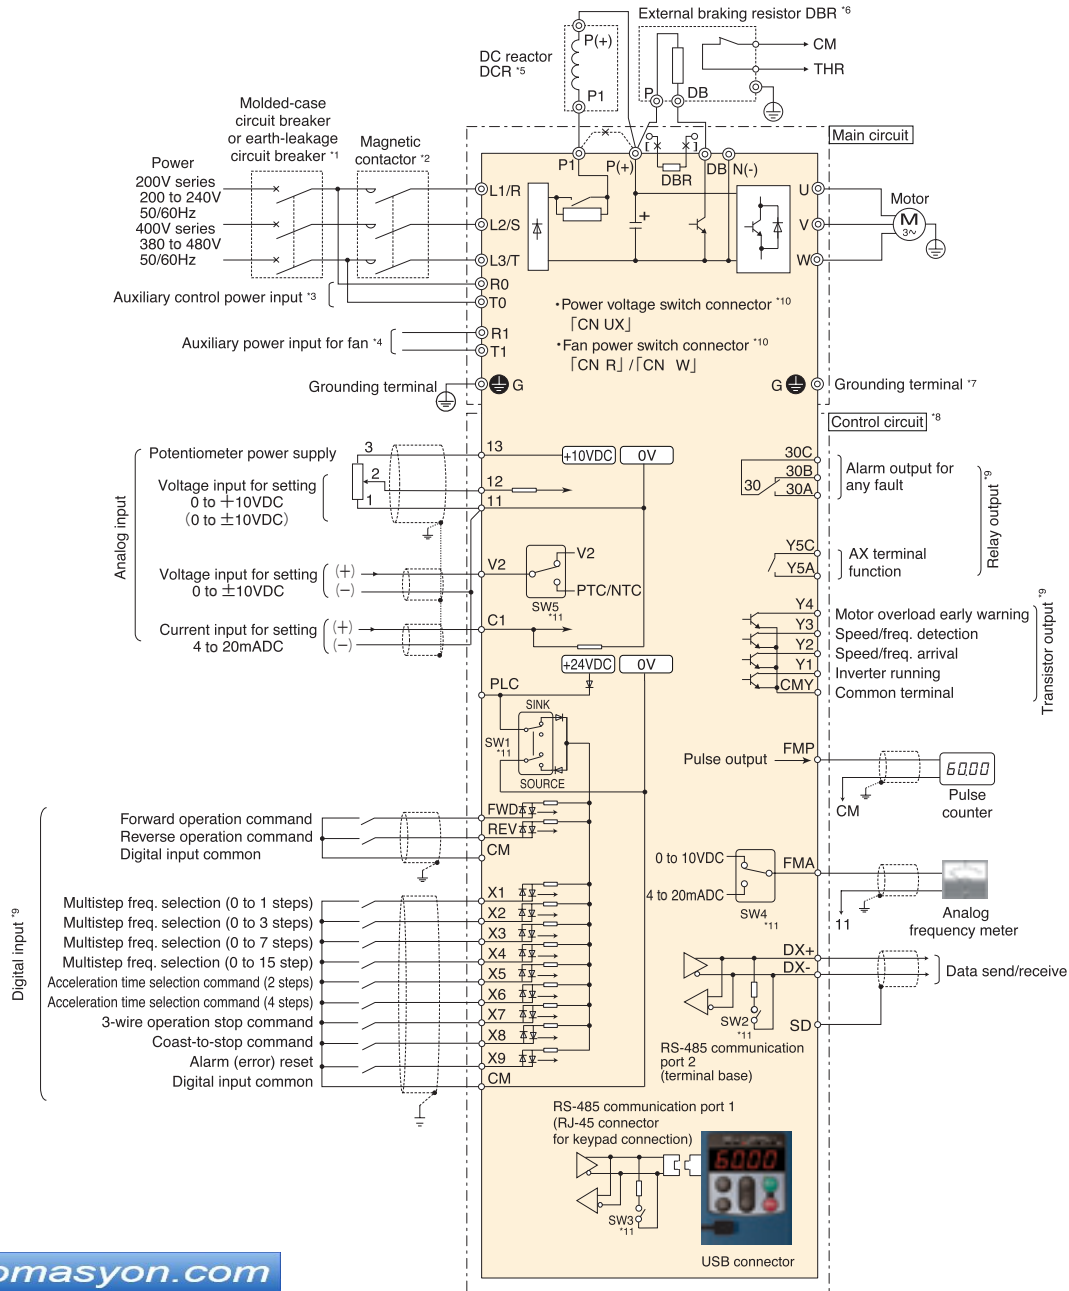 External braking resistor DBR *6
P(+)
DC reactor
DCR *5
P1
P
DB
CM
THR
Molded-case
circuit breaker
or earth-leakage
circuit breaker *1
Magnetic
contactor *2
Main circuit
P1
P(+)
[
]
DBR
DB
N(-)
Power
200V series
200 to 240V
50/60Hz
400V series
380 to 480V
50/60Hz
L1/R
L2/S
L3/T
R0
T0
+
U
V
W
Motor
M
3~
Auxiliary control power input *3
Auxiliary power input for fan *4
R1
T1
・Power voltage switch connector *10
「CN UX」
・Fan power switch connector *10
「CN R」/「CN W」
Grounding terminal
G
G
Grounding terminal *7
Control circuit *8
Analog input
Potentiometer power supply
3
2
1
13
12
11
+10VDC
0V
Voltage input for setting
0 to +10VDC
(0 to ±10VDC)
Voltage input for setting
0 to ±10VDC
(+)
(−)
V2
V2
PTC/NTC
SW5
*11
Current input for setting
4 to 20mADC
(+)
(−)
C1
+24VDC
0V
30C
30B
30A
30
Alarm output for
any fault
Y5C
Y5A
AX terminal
function
Relay output *9
Y4
Y3
Y2
Y1
CMY
Motor overload early warning
Speed/freq. detection
Speed/freq. arrival
Inverter running
Common terminal
Transistor output *9
PLC
SINK
SW1
*11
SOURCE
Pulse output
FMP
60.00
CM
Pulse
counter
Digital input *9
Forward operation command
Reverse operation command
Digital input common
FWD
REV
CM
0 to 10VDC
4 to 20mADC
FMA
SW4
*11
11
Analog
frequency meter
Multistep freq. selection (0 to 1 steps)
Multistep freq. selection (0 to 3 steps)
Multistep freq. selection (0 to 7 steps)
Multistep freq. selection (0 to 15 step)
Acceleration time selection command (2 steps)
Acceleration time selection command (4 steps)
3-wire operation stop command
Coast-to-stop command
Alarm (error) reset
Digital input common
X1
X2
X3
X4
X5
X6
X7
X8
X9
CM
DX+
DX-
Data send/receive
SW2
*11
SD
RS-485 communication
port 2
(terminal base)
RS-485 communication port 1
(RJ-45 connector
for keypad connection)
SW3
*11
60.00
USB connector
omasyon.com